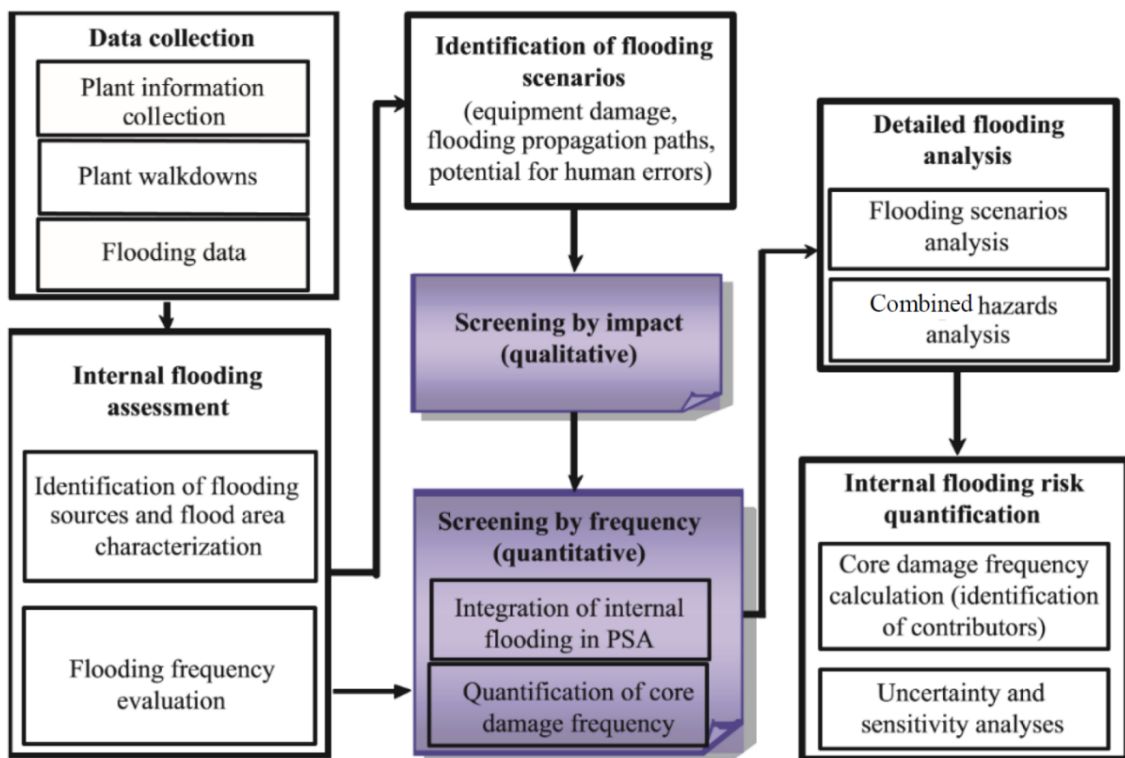 Data collection
Plant information
collection
Plant walkdowns
Flooding data
Internal flooding
assessment
Identification of flooding
sources and flood area
characterization
Flooding frequency
evaluation
Identification of flooding
scenarios
(equipment damage,
flooding propagation paths,
potential for human errors)
Screening by impact
(qualitative)
Screening by frequency
(quantitative)
Integration of internal
flooding in PSA
Quantification of core
damage frequency
Detailed flooding
analysis
Flooding scenarios
analysis
Combined hazards
analysis
Internal flooding risk
quantification
Core damage frequency
calculation (identification
of contributors)
Uncertainty and
sensitivity analyses